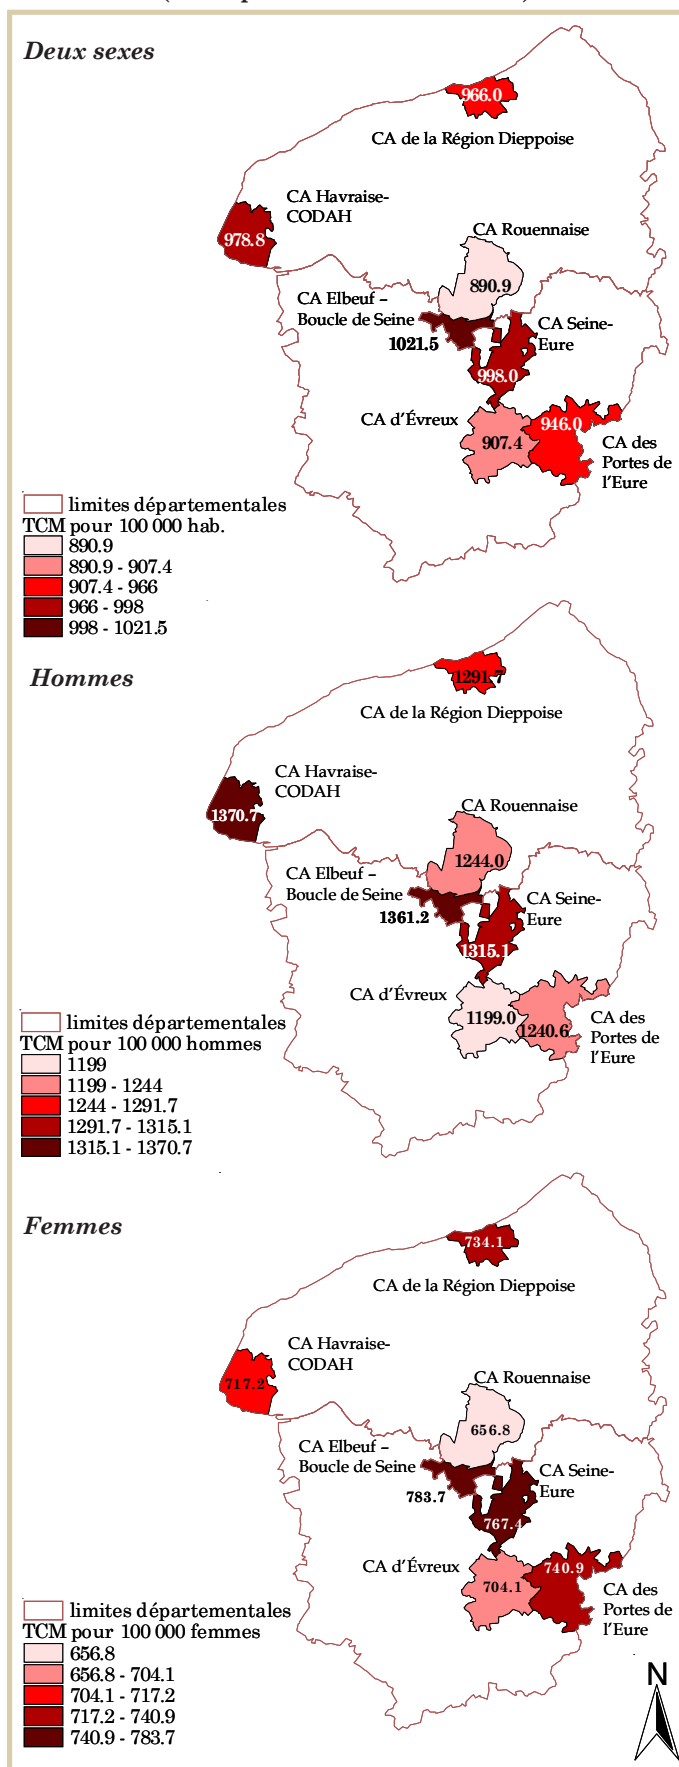 Deux sexes
966.0
CA de la Région Dieppoise
CA Havraise-
CODAH
978.8
CA Rouennaise
890.9
CA Elbeuf –
Boucle de Seine
1021.5
CA Seine-
Eure
998.0
CA d'Évreux
907.4
946.0
CA des
Portes de
l'Eure
limites départementales
TCM pour 100 000 hab.
890.9
890.9 - 907.4
907.4 - 966
966 - 998
998 - 1021.5
Hommes
1291.7
CA de la Région Dieppoise
CA Havraise-
CODAH
1370.7
CA Rouennaise
1244.0
CA Elbeuf –
Boucle de Seine
1361.2
CA Seine-
Eure
1315.1
CA d'Évreux
1199.0
1240.6
CA des
Portes de
l'Eure
limites départementales
TCM pour 100 000 hommes
1199
1199 - 1244
1244 - 1291.7
1291.7 - 1315.1
1315.1 - 1370.7
Femmes
734.1
CA de la Région Dieppoise
CA Havraise-
CODAH
717.2
CA Rouennaise
656.8
CA Elbeuf –
Boucle de Seine
783.7
CA Seine-
Eure
767.4
CA d'Évreux
704.1
740.9
CA des
Portes de
l'Eure
limites départementales
TCM pour 100 000 femmes
656.8
656.8 - 704.1
704.1 - 717.2
717.2 - 740.9
740.9 - 783.7
N